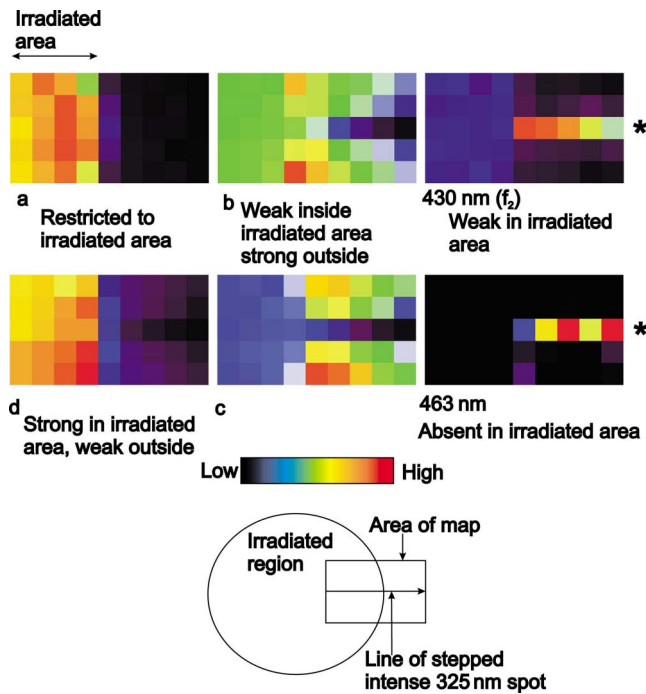 Irradiated
area
*
a
Restricted to
irradiated area
b
Weak inside
irradiated area
strong outside
430 nm (f₂)
Weak in irradiated
area
*
d
Strong in irradiated
area, weak outside
c
463 nm
Absent in irradiated area
Low
High
Irradiated
region
Area of map
Line of stepped
intense 325 nm spot